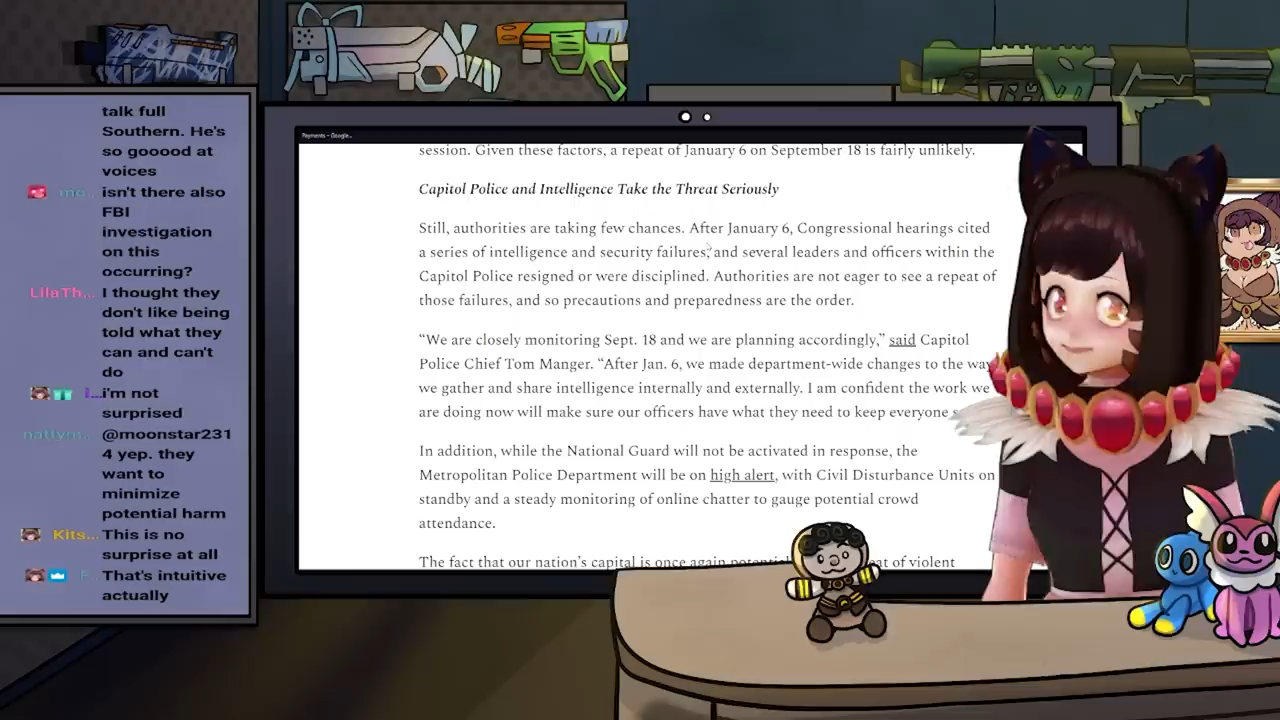 talk full
Southern. He's
so gooood at
voices
mo...
isn't there also
FBI
investigation
on this
occurring?
LilaTh...
I thought they
don't like being
told what they
can and can't
do
i...
i'm not
surprised
nattym...
@moonstar231
4 yep. they
want to
minimize
potential harm
Kits...
This is no
surprise at all
That's intuitive
actually
Payments – Google...
session. Given these factors, a repeat of January 6 on September 18 is fairly unlikely.
Capitol Police and Intelligence Take the Threat Seriously
Still, authorities are taking few chances. After January 6, Congressional hearings cited
a series of intelligence and security failures, and several leaders and officers within the
Capitol Police resigned or were disciplined. Authorities are not eager to see a repeat of
those failures, and so precautions and preparedness are the order.
“We are closely monitoring Sept. 18 and we are planning accordingly,” said Capitol
Police Chief Tom Manger. “After Jan. 6, we made department-wide changes to the way
we gather and share intelligence internally and externally. I am confident the work we
are doing now will make sure our officers have what they need to keep everyone
In addition, while the National Guard will not be activated in response, the
Metropolitan Police Department will be on high alert, with Civil Disturbance Units on
standby and a steady monitoring of online chatter to gauge potential crowd
attendance.
The fact that our nation’s capital is once again of violent